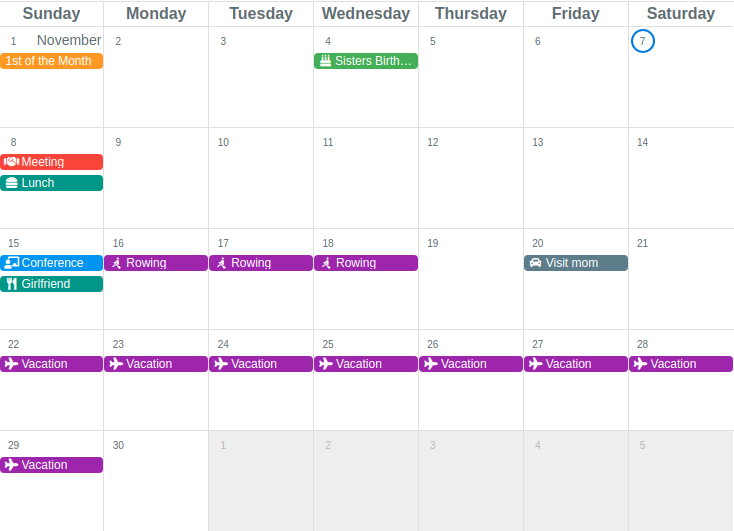 Sunday Monday Tuesday Wednesday Thursday Friday Saturday
1 November 2 3 4 5 6 7
1st of the Month Sisters Birth…
8 9 10 11 12 13 14
Meeting
Lunch
15 16 17 18 19 20 21
Conference Rowing Rowing Rowing Visit mom
Girlfriend
22 23 24 25 26 27 28
Vacation Vacation Vacation Vacation Vacation Vacation Vacation
29 30 1 2 3 4 5
Vacation